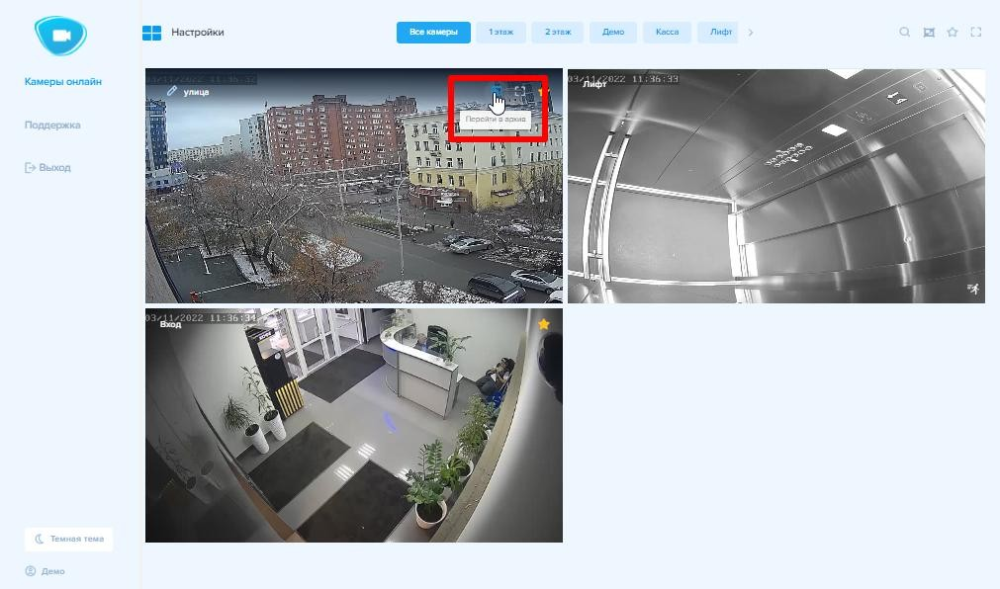 Настройки
Все камеры
1 этаж
2 этаж
Демо
Касса
Лифт
Камеры онлайн
Поддержка
Выход
03/11/2022 11:36:32
улица
Перейти в архив
03/11/2022 11:36:33
Лифт
03/11/2022 11:36:34
Вход
Темная тема
Демо